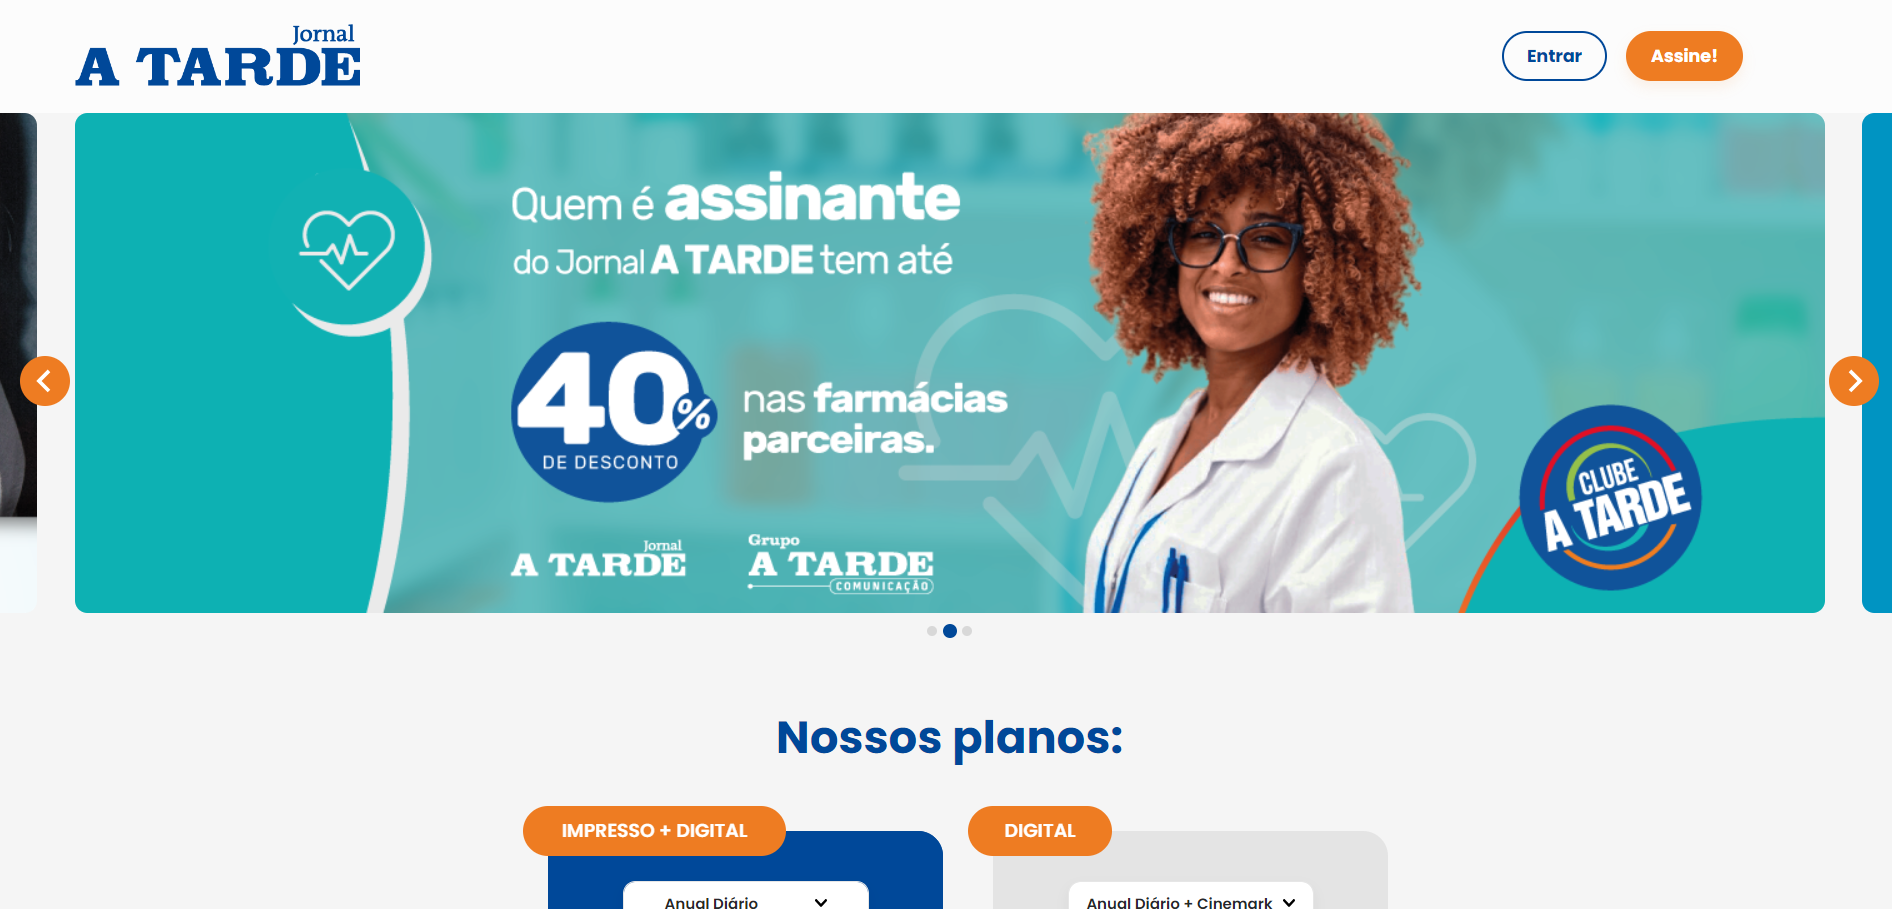 Jornal
A TARDE
Entrar
Assine!
Quem é assinante
do Jornal A TARDE tem até
40%
DE DESCONTO
nas farmácias
parceiras.
Jornal
A TARDE
Grupo
A TARDE
COMUNICAÇÃO
CLUBE
A TARDE
Nossos planos:
IMPRESSO + DIGITAL
DIGITAL
Anual Diário
Anual Diário + Cinemark